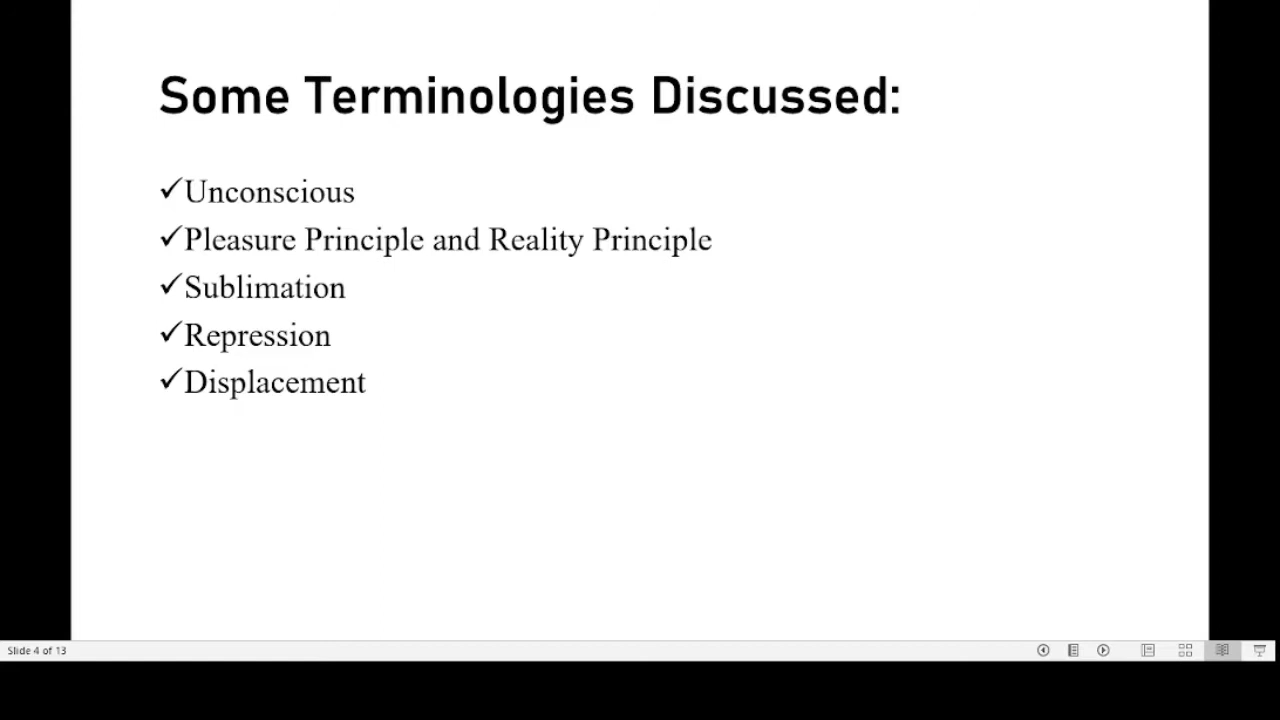 Some Terminologies Discussed:
✓Unconscious
✓Pleasure Principle and Reality Principle
✓Sublimation
✓Repression
✓Displacement
Slide 4 of 13